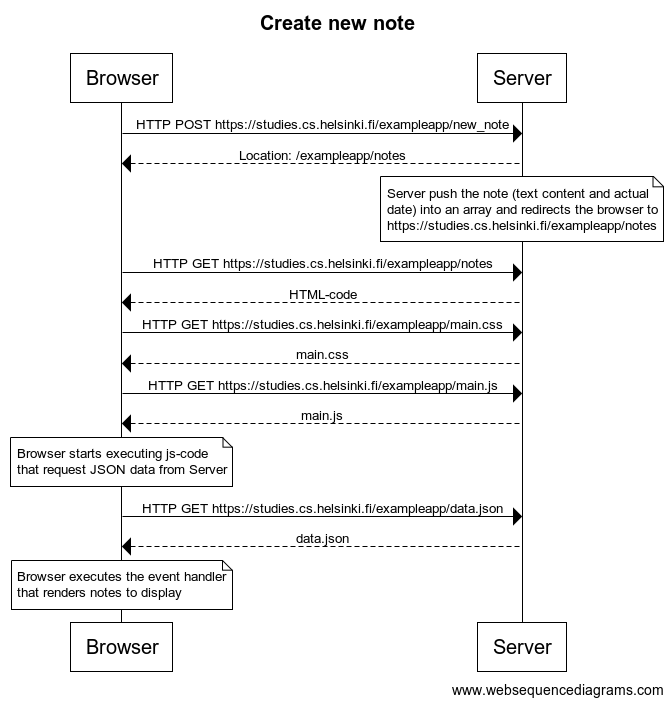 Create new note
Browser
Server
HTTP POST https://studies.cs.helsinki.fi/exampleapp/new_note
Location: /exampleapp/notes
Server push the note (text content and actual
date) into an array and redirects the browser to
https://studies.cs.helsinki.fi/exampleapp/notes
HTTP GET https://studies.cs.helsinki.fi/exampleapp/notes
HTML-code
HTTP GET https://studies.cs.helsinki.fi/exampleapp/main.css
main.css
HTTP GET https://studies.cs.helsinki.fi/exampleapp/main.js
main.js
Browser starts executing js-code
that request JSON data from Server
HTTP GET https://studies.cs.helsinki.fi/exampleapp/data.json
data.json
Browser executes the event handler
that renders notes to display
Browser
Server
www.websequencediagrams.com